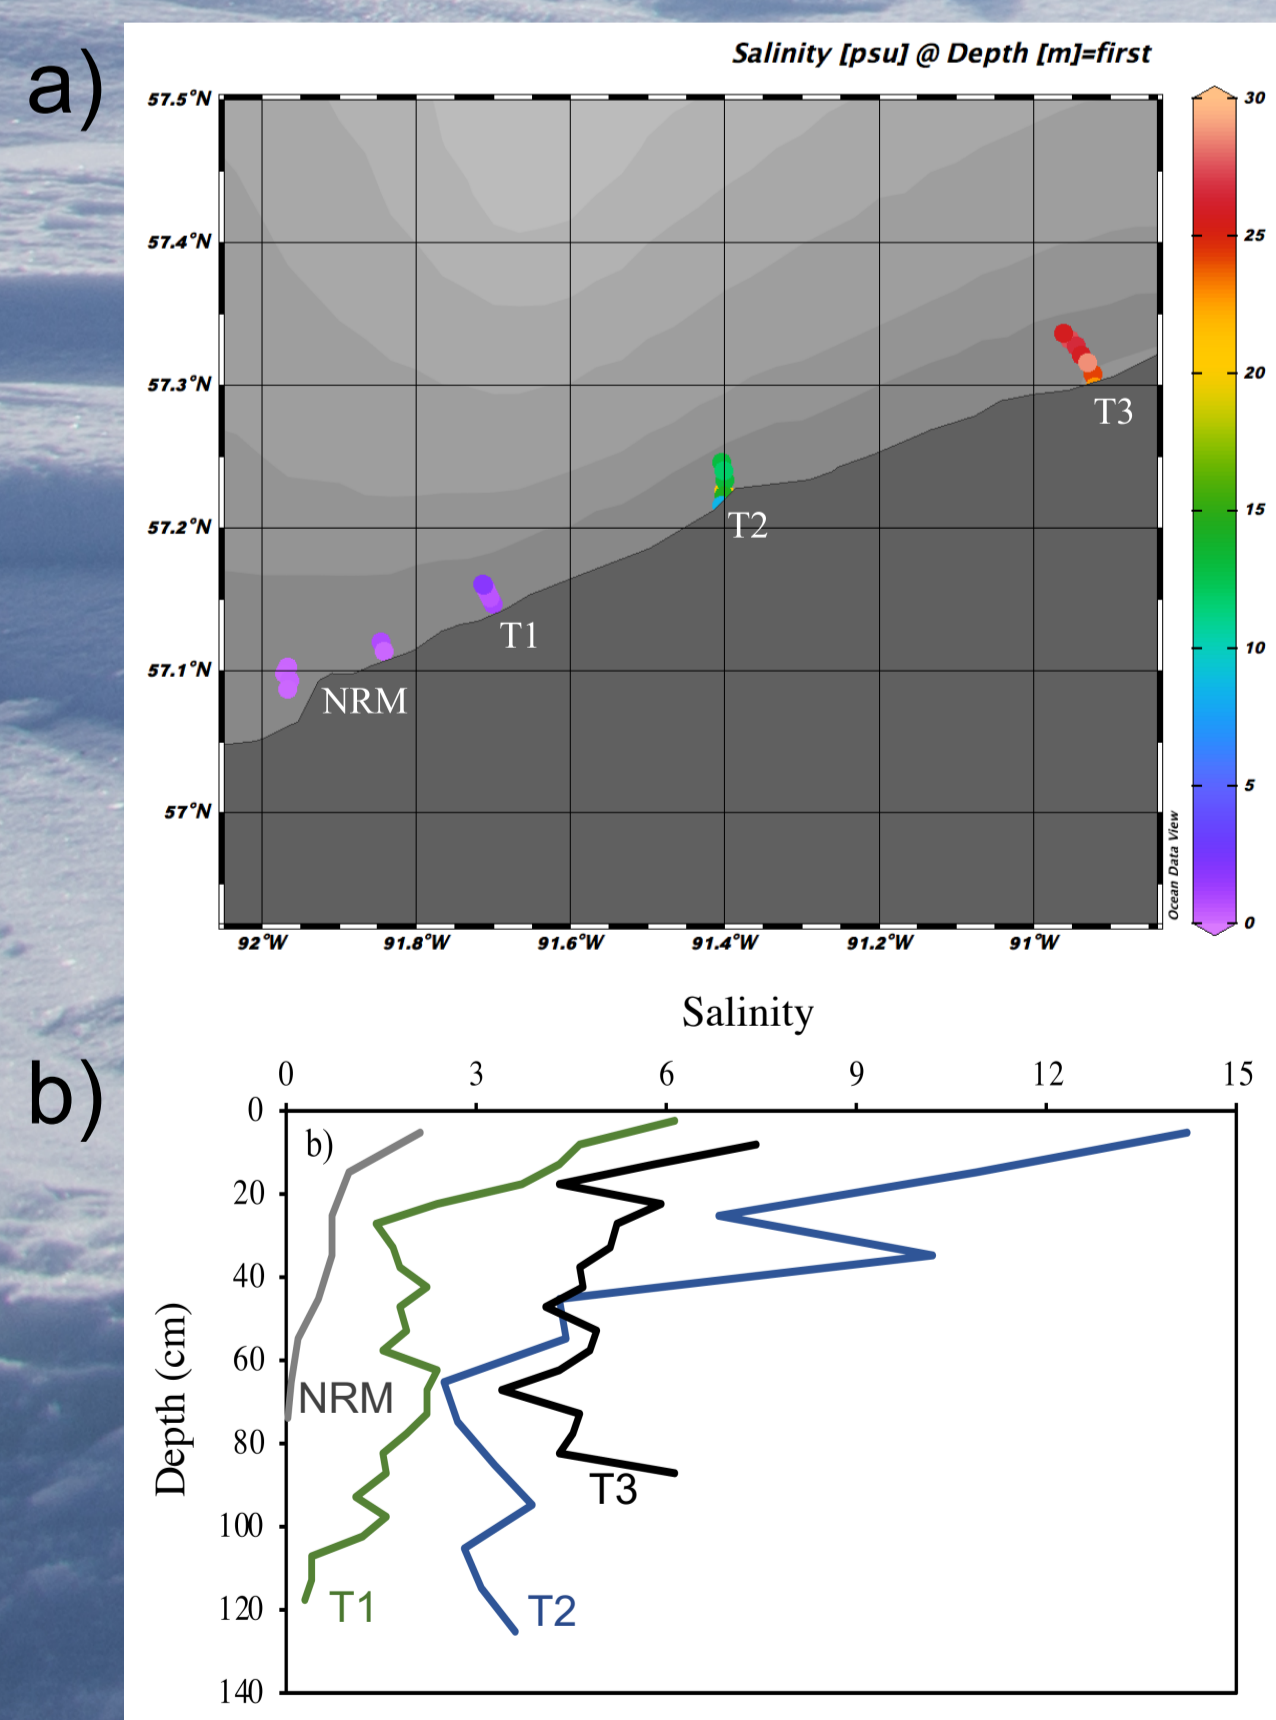 a)
Salinity [psu] @ Depth [m]=first
57.5°N
57.4°N
57.3°N
57.2°N
57.1°N
57°N
T3
T2
T1
NRM
30
25
20
15
10
5
0
Ocean Data View
92°W 91.8°W 91.6°W 91.4°W 91.2°W 91°W
b)
Salinity
0 3 6 9 12 15
0
20
40
60
80
100
120
140
Depth (cm)
b)
NRM
T3
T1
T2